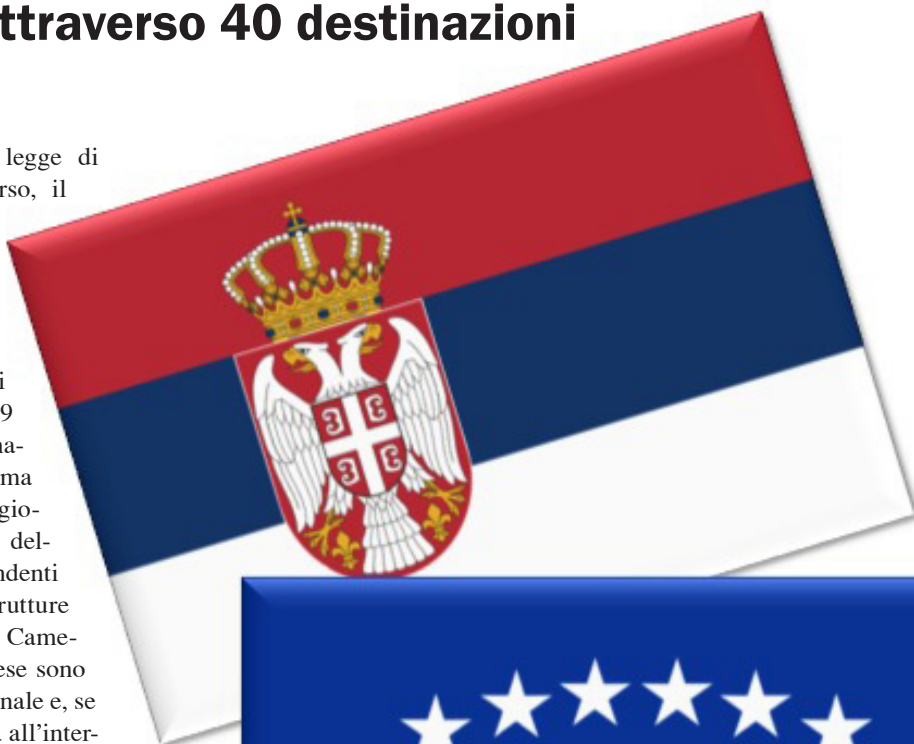 ttraverso 40 destinazioni
legge di
rso, il
i
9
na-
ma
gio-
del-
ndenti
rutture
Came-
ese sono
nale e, se
all'inter-